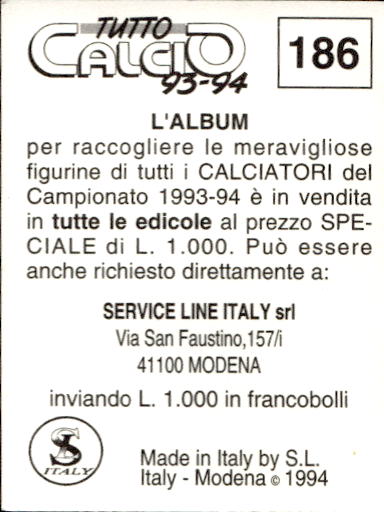 TUTTO
CALCIO
93-94
186
L'ALBUM
per raccogliere le meravigliose
figurine di tutti i CALCIATORI del
Campionato 1993-94 è in vendita
in tutte le edicole al prezzo SPE-
CIALE di L. 1.000. Può essere
anche richiesto direttamente a:
SERVICE LINE ITALY srl
Via San Faustino,157/i
41100 MODENA
inviando L. 1.000 in francobolli
SL
ITALY
Made in Italy by S.L.
Italy - Modena © 1994